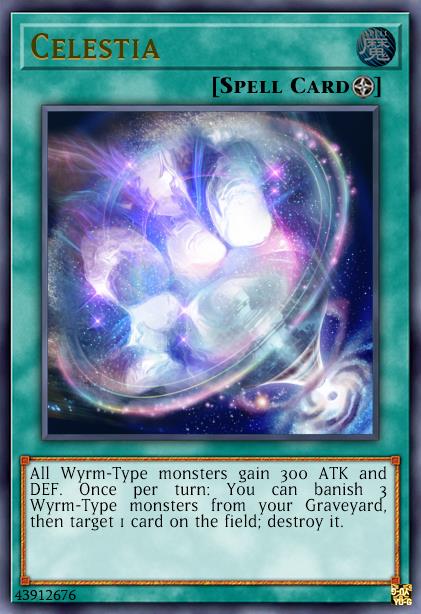 CELESTIA
魔
[SPELL CARD]
All Wyrm-Type monsters gain 300 ATK and
DEF. Once per turn: You can banish 3
Wyrm-Type monsters from your Graveyard,
then target 1 card on the field; destroy it.
43912676